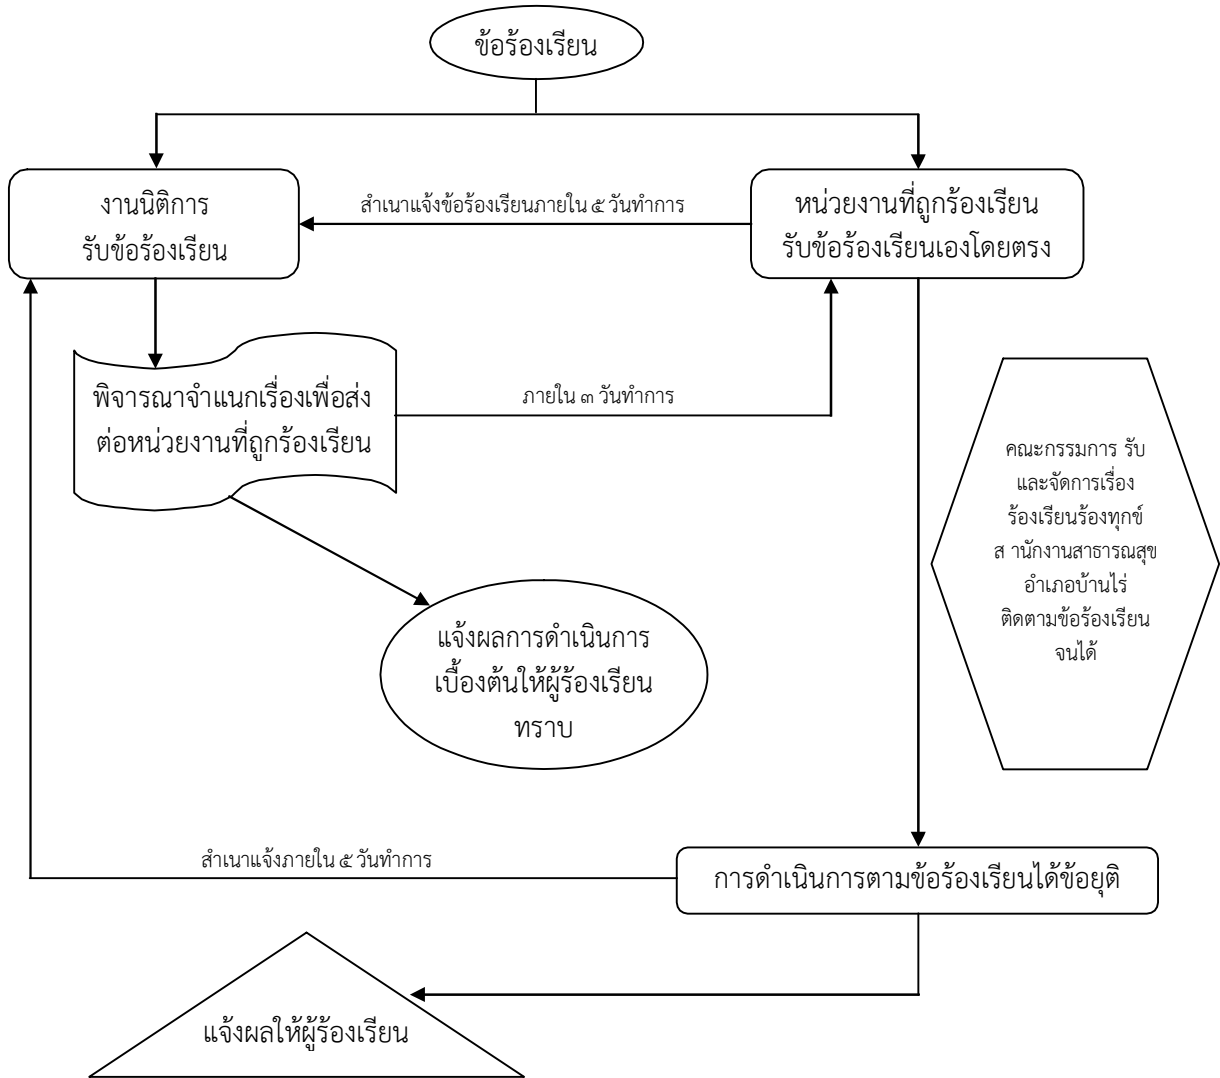 ข้อร้องเรียน
งานนิติการ
รับข้อร้องเรียน
สำเนาแจ้งข้อร้องเรียนภายใน ๕ วันทำการ
หน่วยงานที่ถูกร้องเรียน
รับข้อร้องเรียนเองโดยตรง
พิจารณาจำแนกเรื่องเพื่อส่ง
ต่อหน่วยงานที่ถูกร้องเรียน
ภายใน ๓ วันทำการ
คณะกรรมการ รับ
และจัดการเรื่อง
ร้องเรียนร้องทุกข์
ส ำนักงานสาธารณสุข
อำเภอบ้านไร่
ติดตามข้อร้องเรียน
จนได้
แจ้งผลการดำเนินการ
เบื้องต้นให้ผู้ร้องเรียน
ทราบ
สำเนาแจ้งภายใน ๕ วันทำการ
การดำเนินการตามข้อร้องเรียนได้ข้อยุติ
แจ้งผลให้ผู้ร้องเรียน